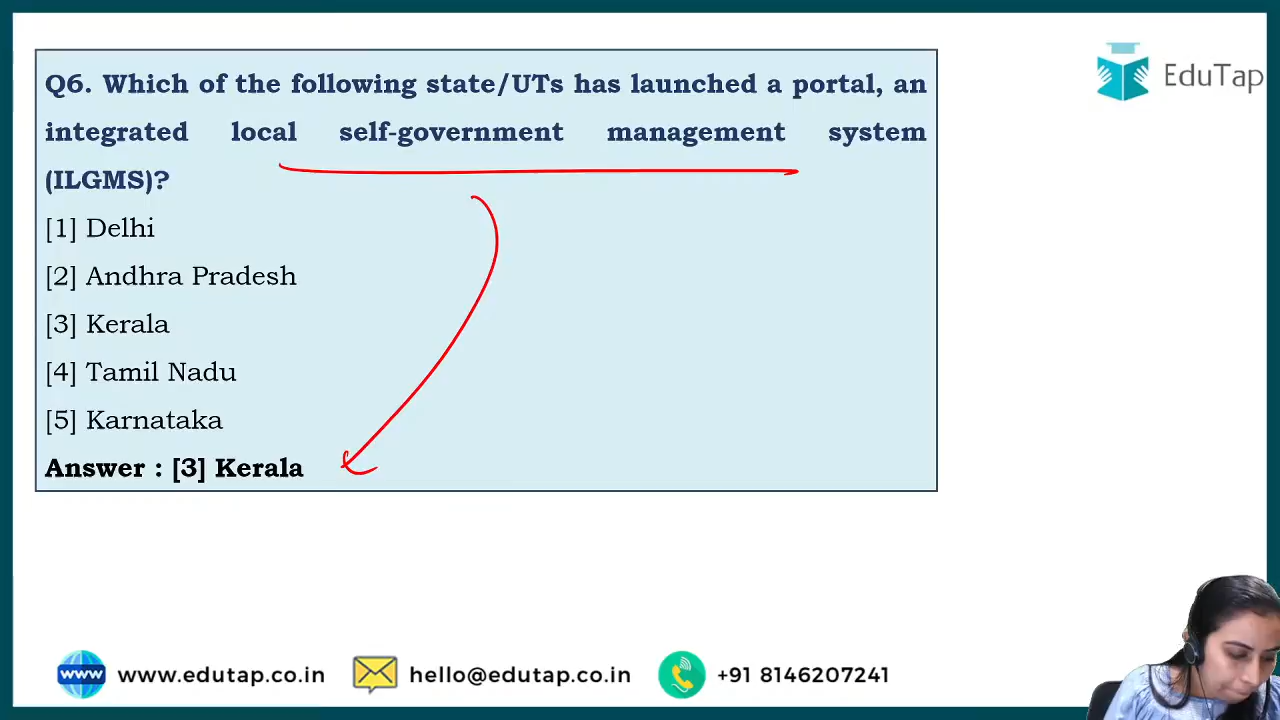 EduTap
Q6. Which of the following state/UTs has launched a portal, an
integrated local self-government management system
(ILGMS)?
[1] Delhi
[2] Andhra Pradesh
[3] Kerala
[4] Tamil Nadu
[5] Karnataka
Answer : [3] Kerala
www
www.edutap.co.in
hello@edutap.co.in
+91 8146207241